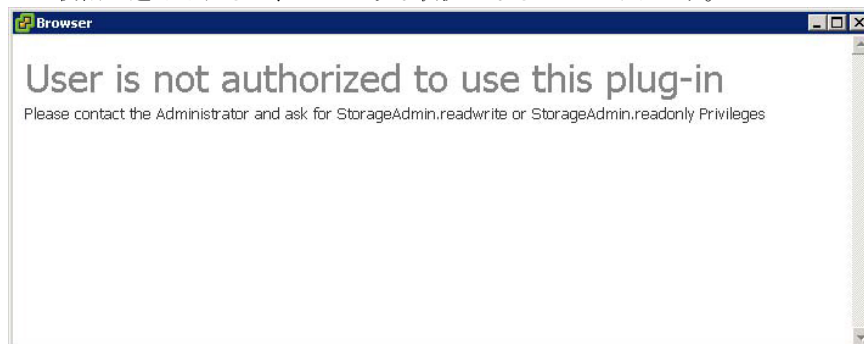 Browser
User is not authorized to use this plug-in
Please contact the Administrator and ask for StorageAdmin.readwrite or StorageAdmin.readonly Privileges